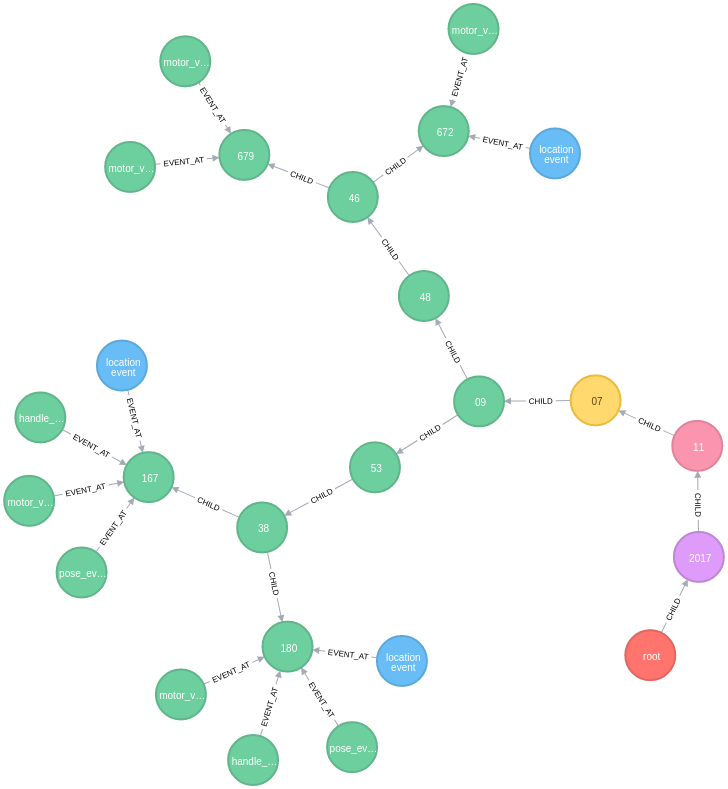 motor_v...
motor_v...
EVENT_AT
EVENT_AT
672
EVENT_AT
location
event
679
EVENT_AT
motor_v...
CHILD
CHILD
46
CHILD
48
CHILD
location
event
EVENT_AT
handle_...
EVENT_AT
09
CHILD
07
CHILD
11
CHILD
53
CHILD
167
EVENT_AT
motor_v...
CHILD
CHILD
38
EVENT_AT
pose_ev...
CHILD
2017
CHILD
root
180
EVENT_AT
location
event
EVENT_AT
motor_v...
EVENT_AT
EVENT_AT
handle_...
pose_ev...